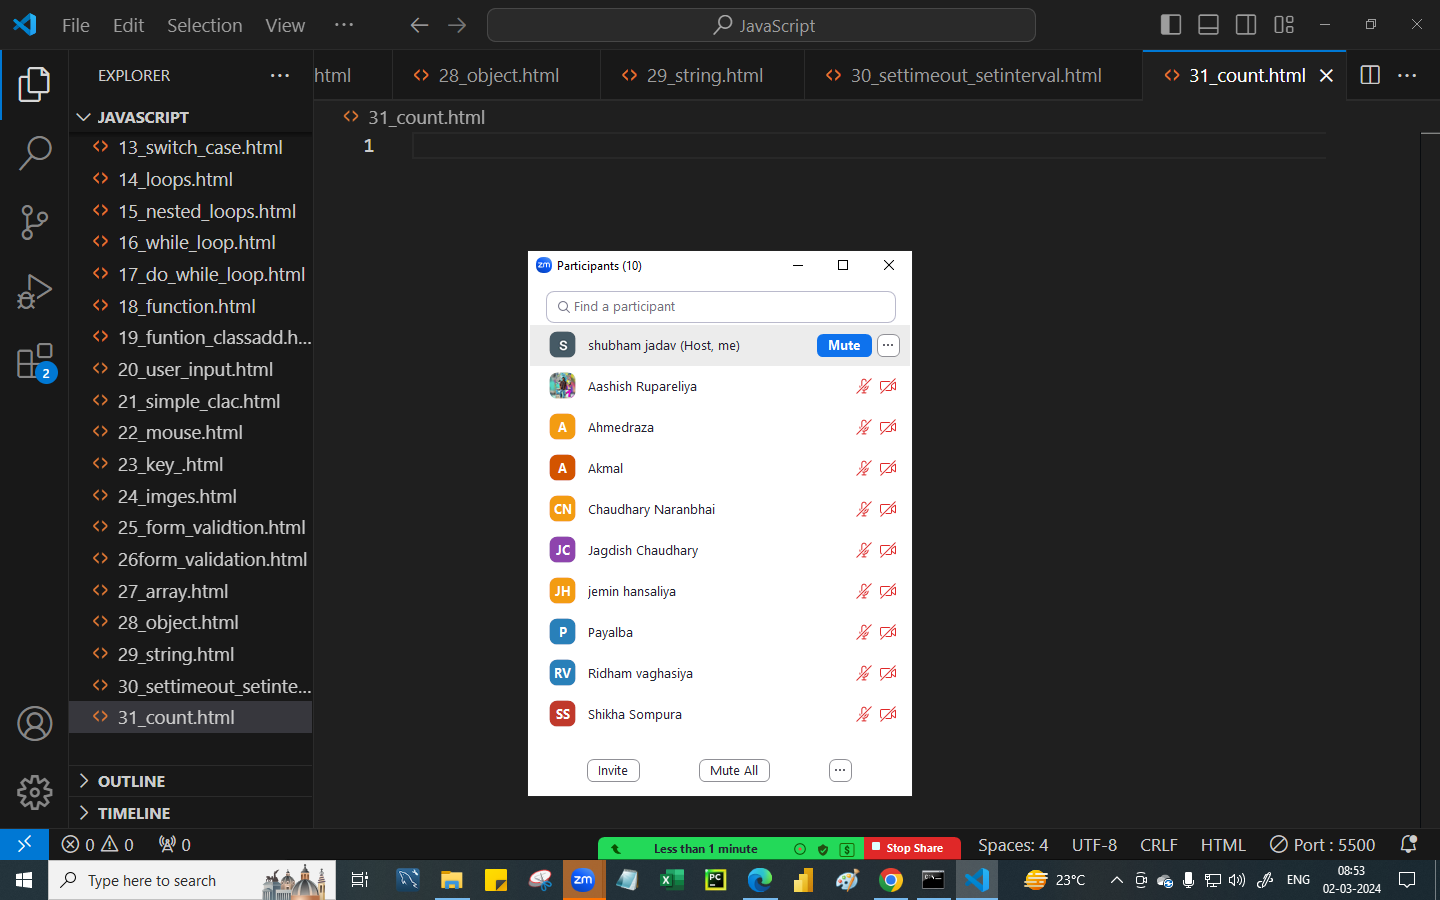 File Edit Selection View ··· JavaScript
EXPLORER ···
JAVASCRIPT
13_switch_case.html
14_loops.html
15_nested_loops.html
16_while_loop.html
17_do_while_loop.html
18_function.html
19_funtion_classadd.h...
20_user_input.html
21_simple_clac.html
22_mouse.html
23_key_.html
24_imges.html
25_form_validtion.html
26form_validation.html
27_array.html
28_object.html
29_string.html
30_settimeout_setinte...
31_count.html
OUTLINE
TIMELINE
2
html 28_object.html 29_string.html 30_settimeout_setinterval.html 31_count.html
31_count.html
1
zm Participants (10)
Find a participant
S shubham jadav (Host, me) Mute ···
Aashish Rupareliya
A Ahmedraza
A Akmal
CN Chaudhary Naranbhai
JC Jagdish Chaudhary
JH jemin hansaliya
P Payalba
RV Ridham vaghasiya
SS Shikha Sompura
Invite Mute All ···
0 0 0 Less than 1 minute $ Stop Share Spaces: 4 UTF-8 CRLF HTML Port : 5500
Type here to search zm PC 23°C ENG 08:53
02-03-2024